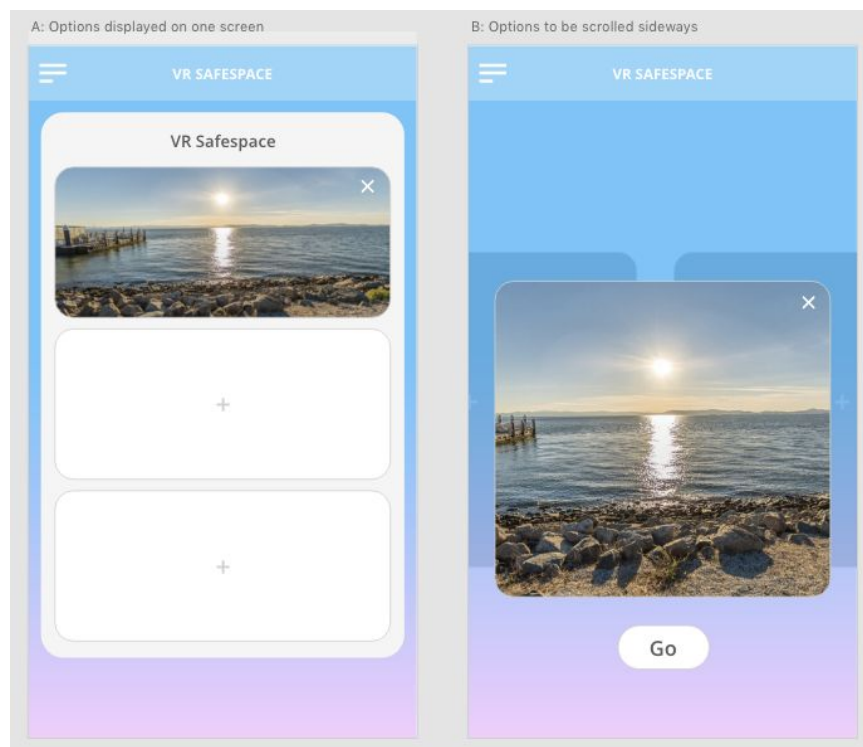 A: Options displayed on one screen
B: Options to be scrolled sideways
VR SAFESPACE
VR SAFESPACE
VR Safespace
Go